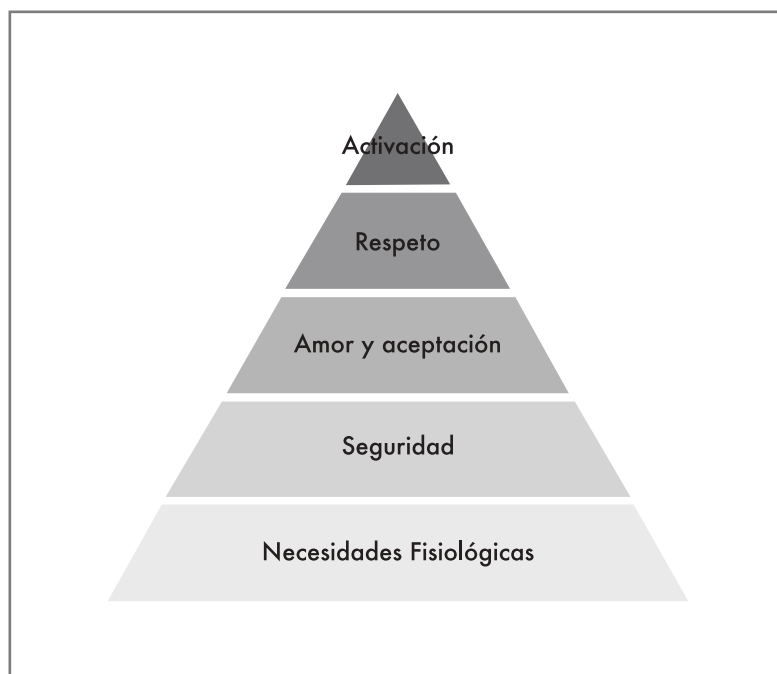 Activación
Respeto
Amor y aceptación
Seguridad
Necesidades Fisiológicas